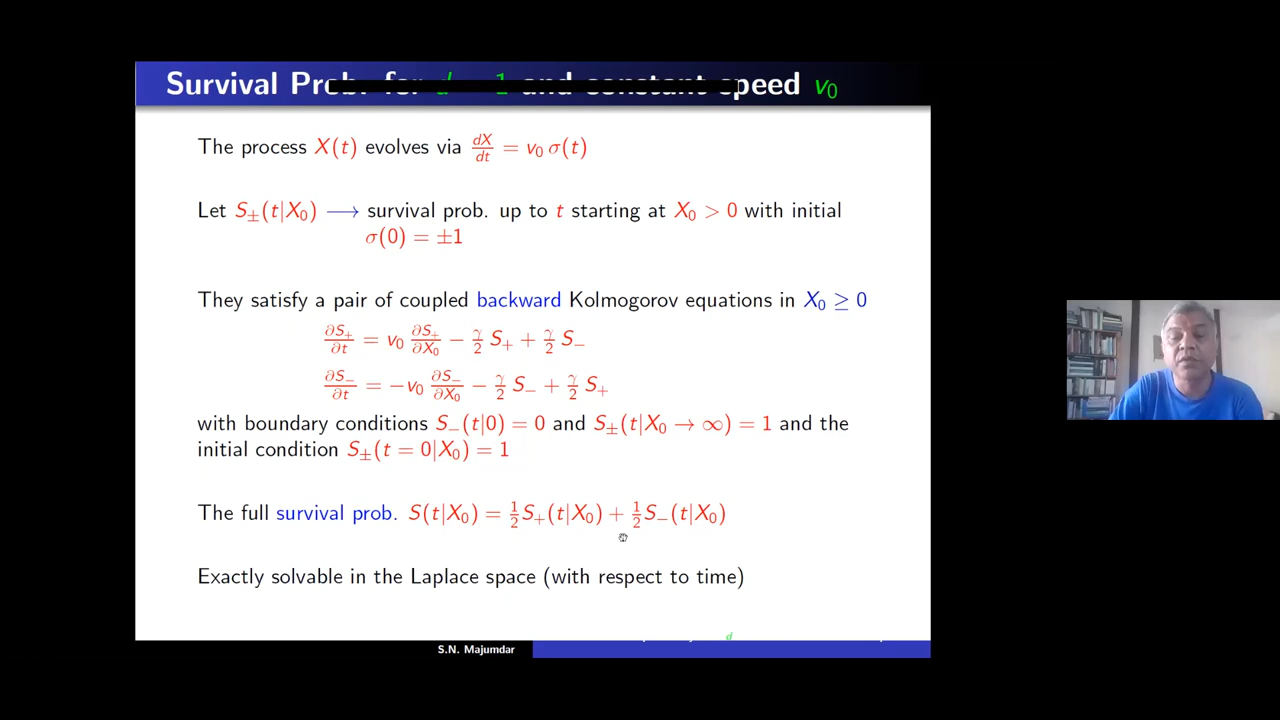 Survival Prob. for d = 1 and constant speed v₀
The process X(t) evolves via dX/dt = v₀ σ(t)
Let S±(t|X₀) ⟶ survival prob. up to t starting at X₀ > 0 with initial
σ(0) = ±1
They satisfy a pair of coupled backward Kolmogorov equations in X₀ ≥ 0
∂S₊/∂t = v₀ ∂S₊/∂X₀ − γ/2 S₊ + γ/2 S₋
∂S₋/∂t = −v₀ ∂S₋/∂X₀ − γ/2 S₋ + γ/2 S₊
with boundary conditions S₋(t|0) = 0 and S±(t|X₀ → ∞) = 1 and the
initial condition S±(t = 0|X₀) = 1
The full survival prob. S(t|X₀) = ½S₊(t|X₀) + ½S₋(t|X₀)
Exactly solvable in the Laplace space (with respect to time)
d
S.N. Majumdar